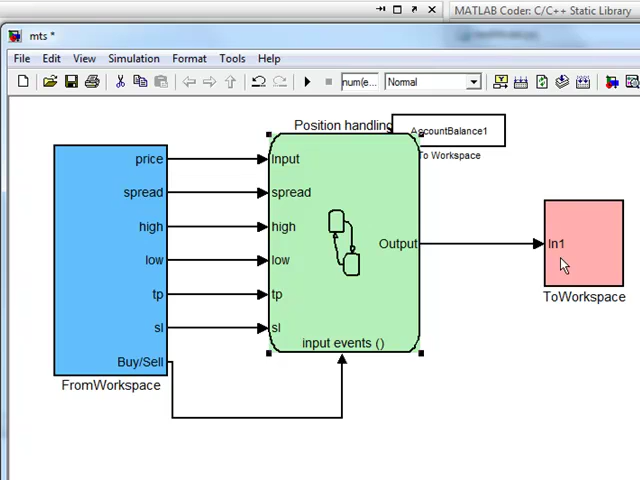 MATLAB Coder: C/C++ Static Library
mts *
File Edit View Simulation Format Tools Help
num(e...
Normal
Position handling
AccountBalance1
To Workspace
price
spread
high
low
tp
sl
Buy/Sell
FromWorkspace
Input
spread
high
low
tp
sl
Output
input events ()
In1
ToWorkspace